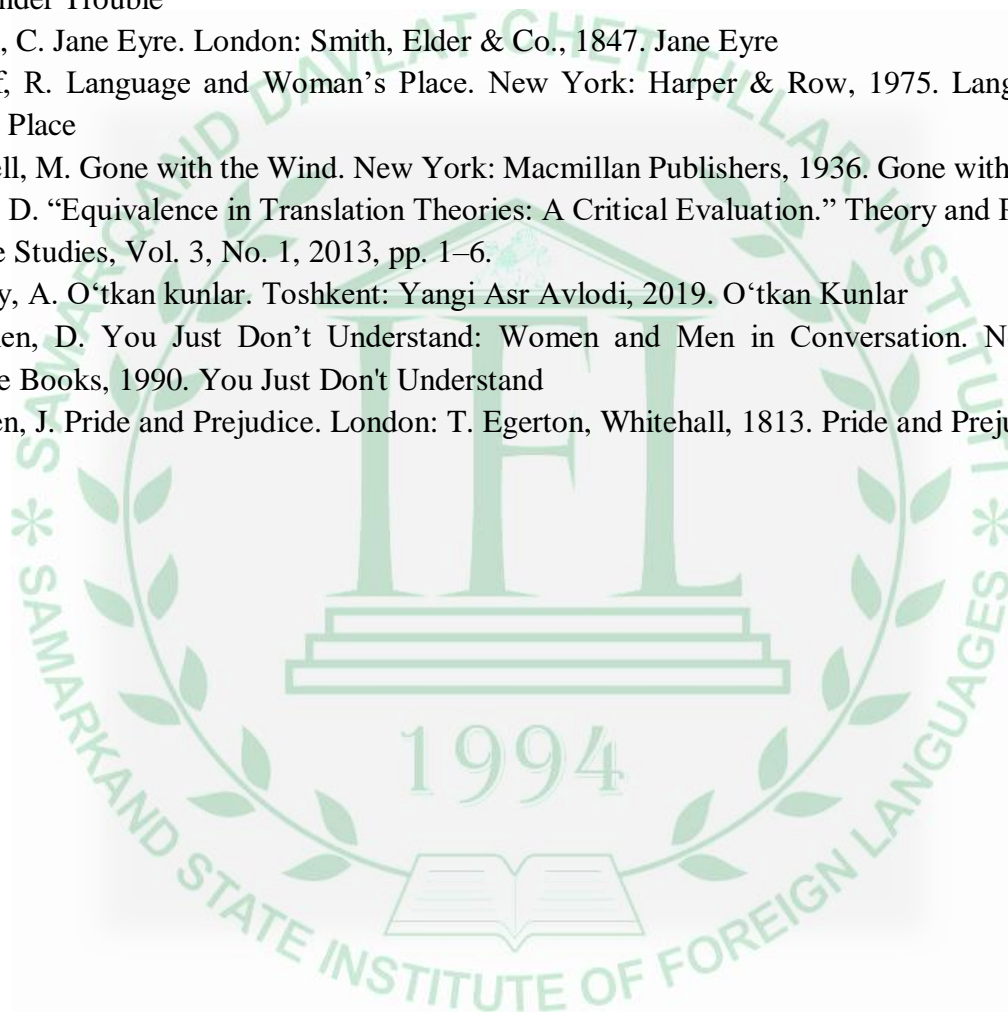 nder Trouble
, C. Jane Eyre. London: Smith, Elder & Co., 1847. Jane Eyre
f, R. Language and Woman’s Place. New York: Harper & Row, 1975. Lang
Place
ell, M. Gone with the Wind. New York: Macmillan Publishers, 1936. Gone with
D. “Equivalence in Translation Theories: A Critical Evaluation.” Theory and
e Studies, Vol. 3, No. 1, 2013, pp. 1–6.
y, A. O‘tkan kunlar. Toshkent: Yangi Asr Avlodi, 2019. O‘tkan Kunlar
en, D. You Just Don’t Understand: Women and Men in Conversation. N
e Books, 1990. You Just Don't Understand
en, J. Pride and Prejudice. London: T. Egerton, Whitehall, 1813. Pride and Prej
SAMARQAND DAVLAT CHET TILLAR INSTITUTI
IFL
1994
* SAMARKAND STATE INSTITUTE OF FOREIGN LANGUAGES *